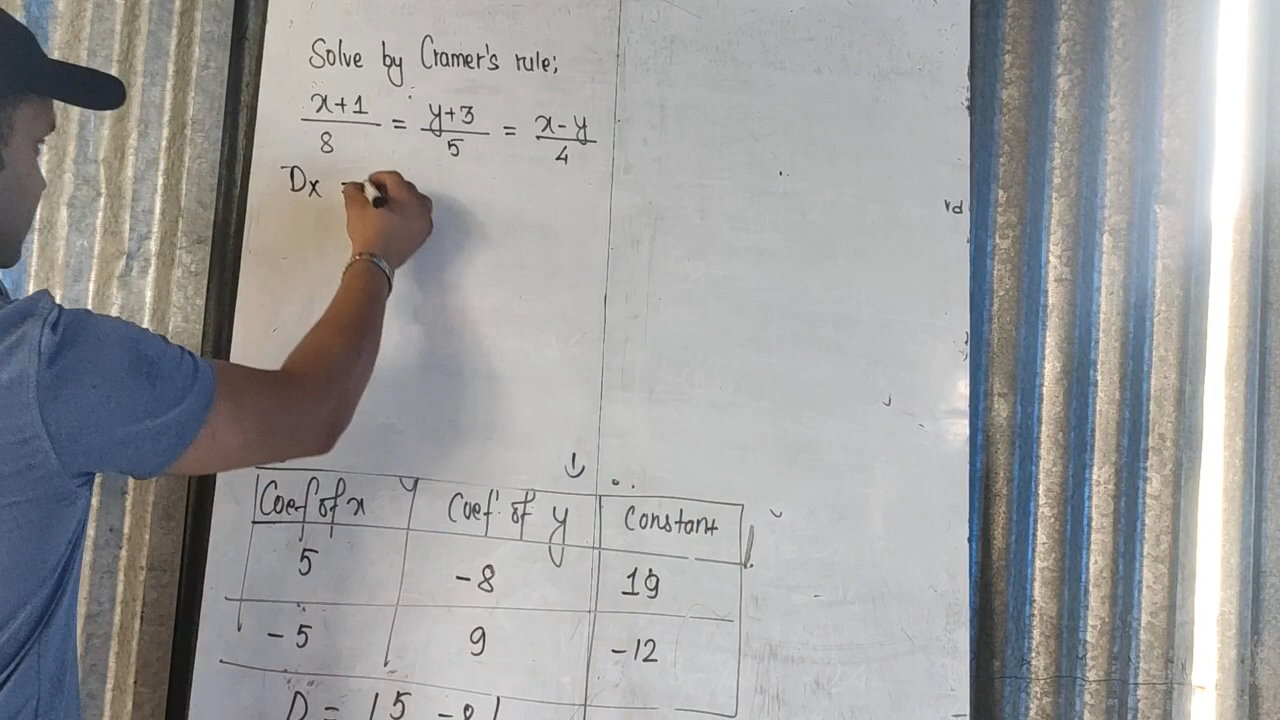 Solve by Cramer's rule;
x+1/8 = y+3/5 = x-y/4
Dx =
Coef of x Coef. of y Constant
5 -8 19
-5 9 -12
D = |5 -8|